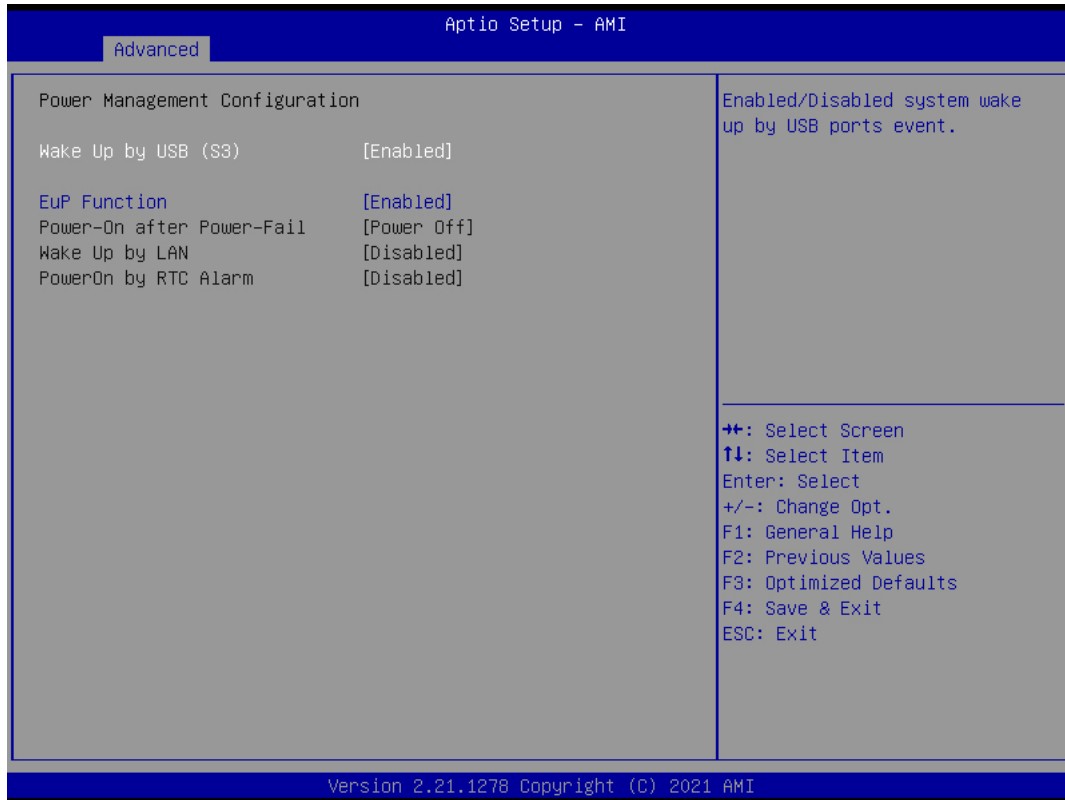 Aptio Setup – AMI
Advanced
Power Management Configuration
Wake Up by USB (S3) [Enabled]
EuP Function [Enabled]
Power-On after Power-Fail [Power Off]
Wake Up by LAN [Disabled]
PowerOn by RTC Alarm [Disabled]
Enabled/Disabled system wake
up by USB ports event.
→←: Select Screen
↑↓: Select Item
Enter: Select
+/-: Change Opt.
F1: General Help
F2: Previous Values
F3: Optimized Defaults
F4: Save & Exit
ESC: Exit
Version 2.21.1278 Copyright (C) 2021 AMI